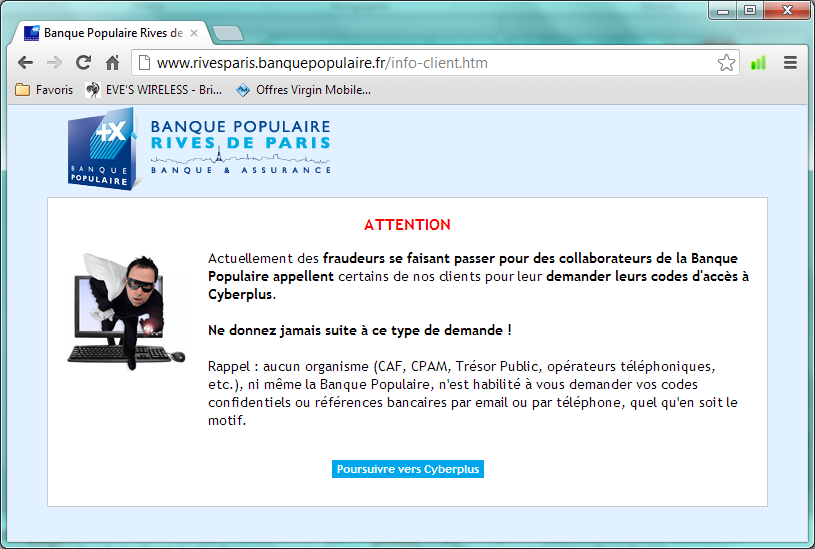 Banque Populaire Rives de
www.rivesparis.banquepopulaire.fr/info-client.htm
Favoris EVE'S WIRELESS - Bri... Offres Virgin Mobile...
+X
BANQUE
POPULAIRE
BANQUE POPULAIRE
RIVES DE PARIS
BANQUE & ASSURANCE
ATTENTION
Actuellement des fraudeurs se faisant passer pour des collaborateurs de la Banque
Populaire appellent certains de nos clients pour leur demander leurs codes d'accès à
Cyberplus.
Ne donnez jamais suite à ce type de demande !
Rappel : aucun organisme (CAF, CPAM, Trésor Public, opérateurs téléphoniques,
etc.), ni même la Banque Populaire, n'est habilité à vous demander vos codes
confidentiels ou références bancaires par email ou par téléphone, quel qu'en soit le
motif.
Poursuivre vers Cyberplus